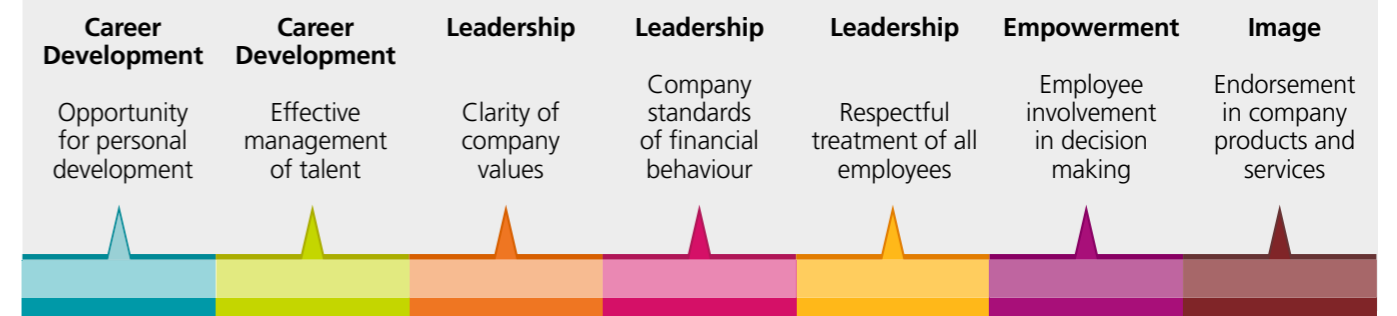 Career
Development
Opportunity
for personal
development
Career
Development
Effective
management
of talent
Leadership
Clarity of
company
values
Leadership
Company
standards
of financial
behaviour
Leadership
Respectful
treatment of all
employees
Empowerment
Employee
involvement
in decision
making
Image
Endorsement
in company
products and
services